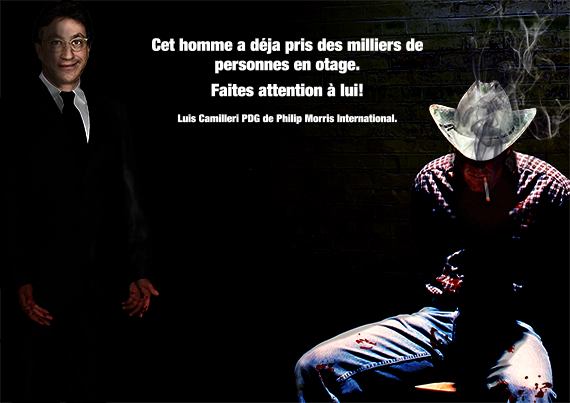 Cet homme a déja pris des milliers de
personnes en otage.
Faites attention à lui!
Luis Camilleri PDG de Philip Morris International.